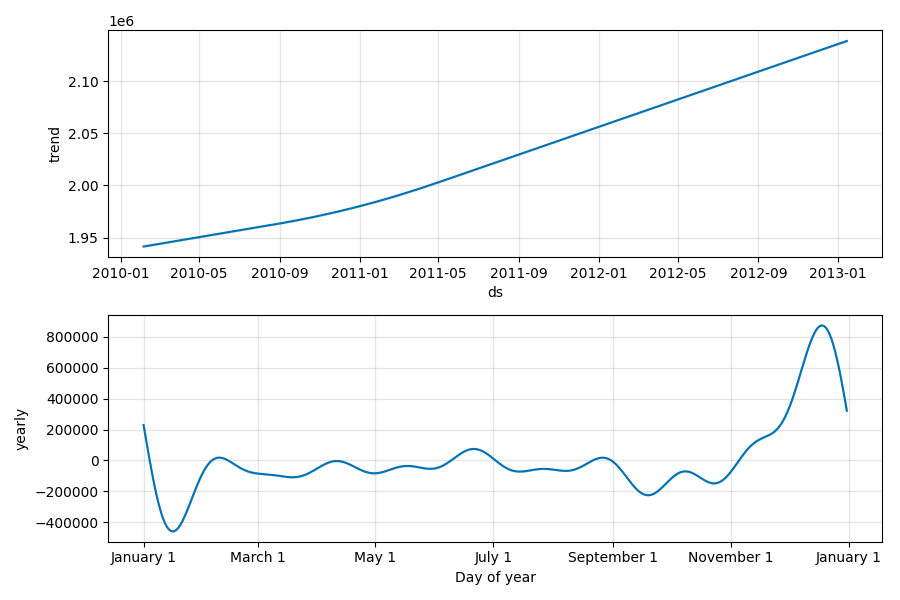 1e6
2.10
2.05
2.00
1.95
trend
2010-01 2010-05 2010-09 2011-01 2011-05 2011-09 2012-01 2012-05 2012-09 2013-01
ds
800000
600000
400000
200000
0
−200000
−400000
yearly
January 1 March 1 May 1 July 1 September 1 November 1 January 1
Day of year